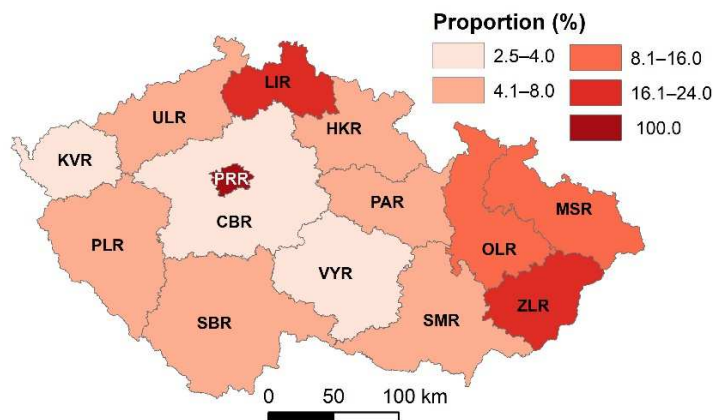 Proportion (%)
2.5–4.0
8.1–16.0
4.1–8.0
16.1–24.0
100.0
LIR
ULR
HKR
KVR
PRR
PAR
CBR
MSR
PLR
OLR
VYR
ZLR
SBR
SMR
0 50 100 km